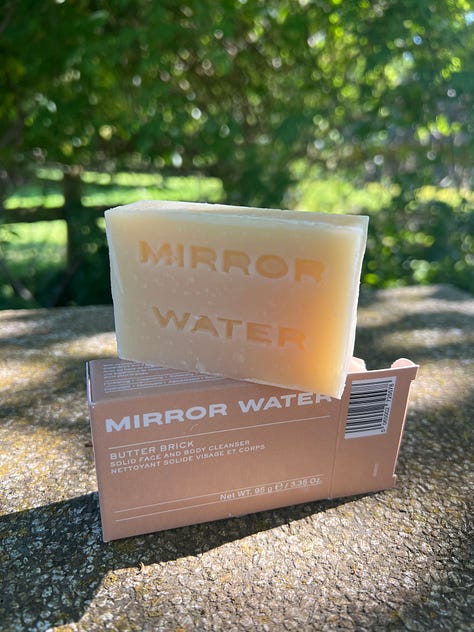 MIRROR
WATER
MIRROR WATER
BUTTER BRICK
SOLID FACE AND BODY CLEANSER
NETTOYANT SOLIDE VISAGE ET CORPS
Net WT. 95 g ℮ / 3.35 Oz.